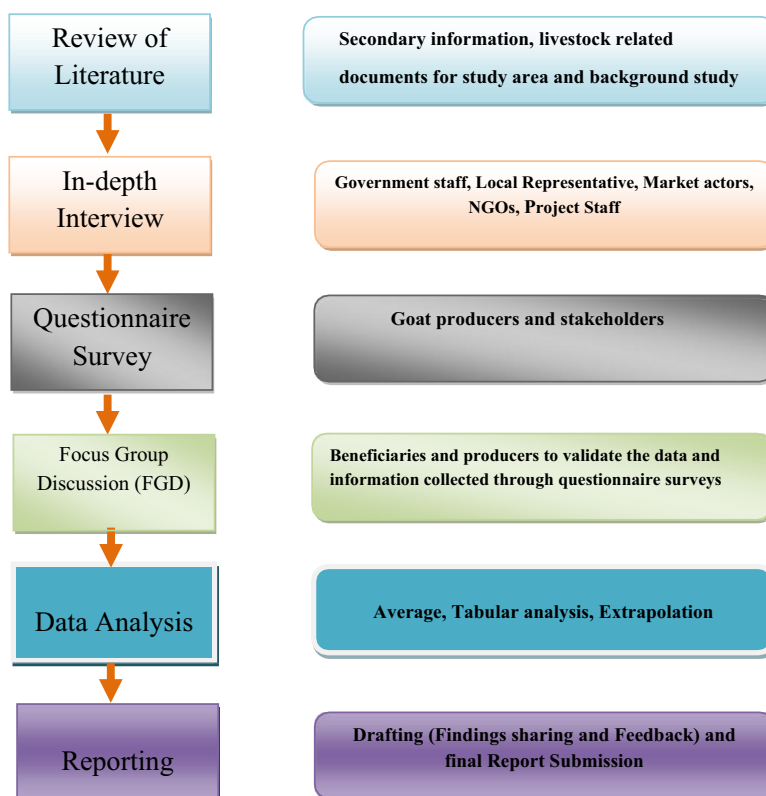 Review of
Literature
Secondary information, livestock related
documents for study area and background study
In-depth
Interview
Government staff, Local Representative, Market actors,
NGOs, Project Staff
Questionnaire
Survey
Goat producers and stakeholders
Focus Group
Discussion (FGD)
Beneficiaries and producers to validate the data and
information collected through questionnaire surveys
Data Analysis
Average, Tabular analysis, Extrapolation
Reporting
Drafting (Findings sharing and Feedback) and
final Report Submission